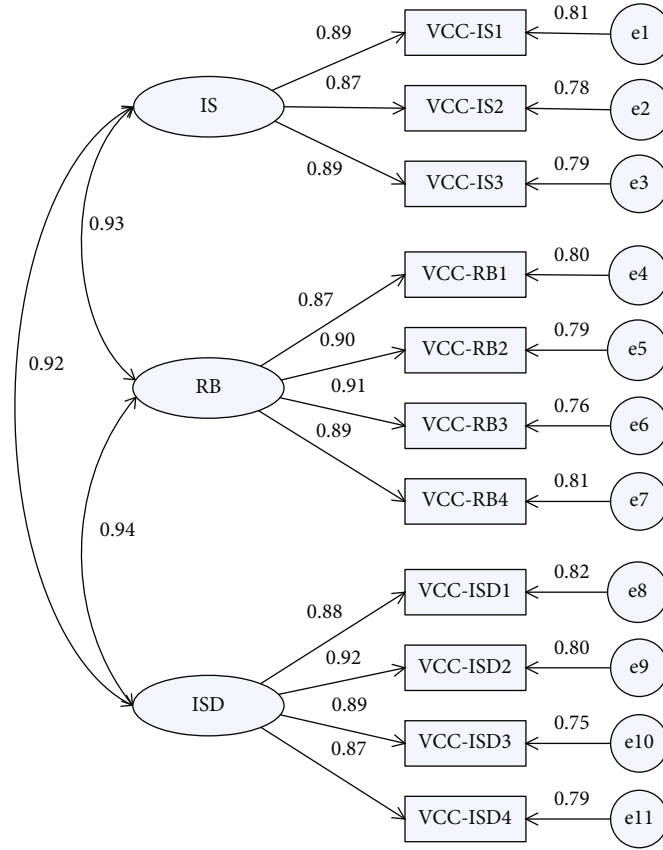 0.89 VCC-IS1 0.81 e1
IS 0.87 VCC-IS2 0.78 e2
0.89 VCC-IS3 0.79 e3
0.93
0.87 VCC-RB1 0.80 e4
0.90 VCC-RB2 0.79 e5
0.92 RB
0.91 VCC-RB3 0.76 e6
0.89 VCC-RB4 0.81 e7
0.94
0.88 VCC-ISD1 0.82 e8
0.92 VCC-ISD2 0.80 e9
ISD
0.89 VCC-ISD3 0.75 e10
0.87 VCC-ISD4 0.79 e11